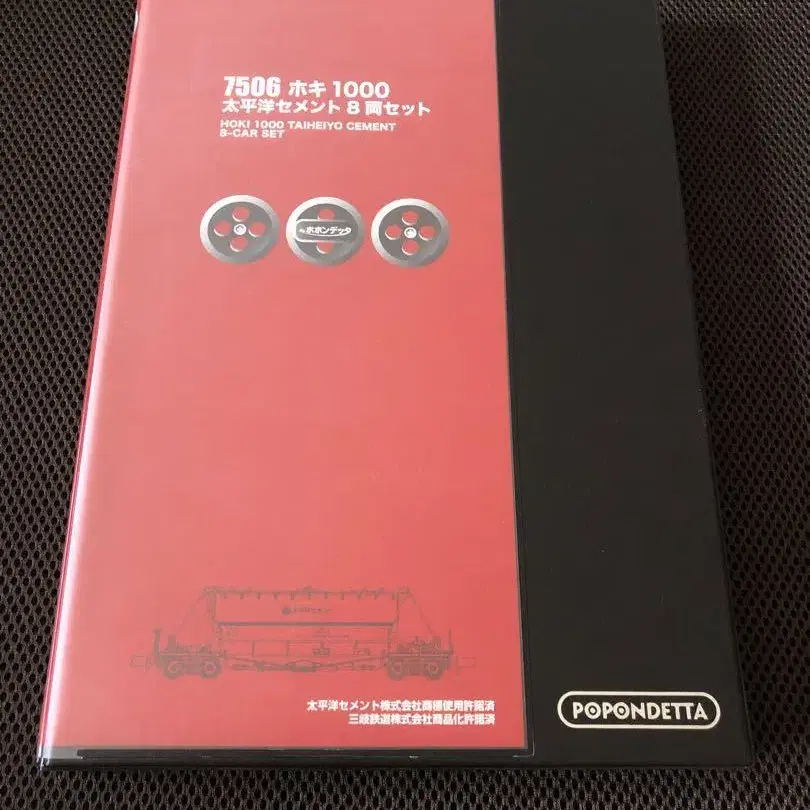 7506 ホキ 1000
太平洋セメント 8 両セット
HOKI 1000 TAIHEIYO CEMENT
8-CAR SET
by ポポンデッタ
太平洋セメント株式会社商標使用許諾済
三岐鉄道株式会社商品化許諾済
POPONDETTA